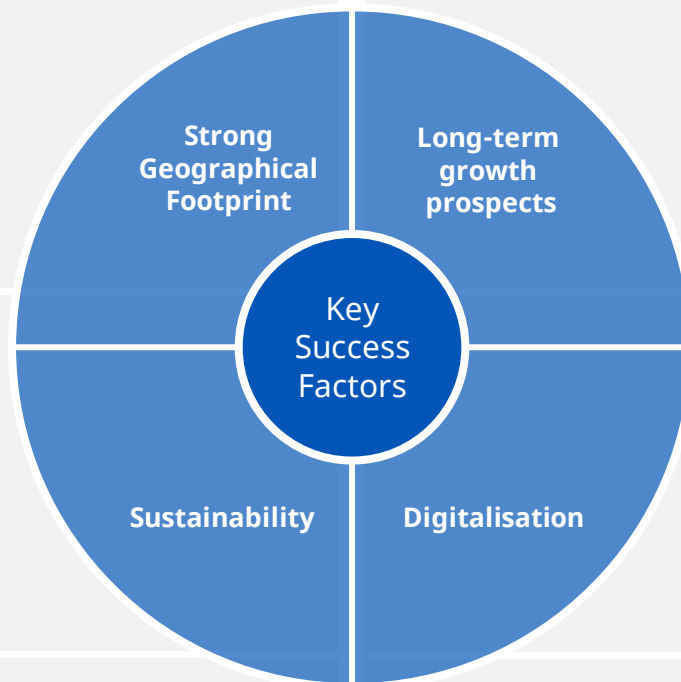 Strong
Geographical
Footprint
Long-term
growth
prospects
Key
Success
Factors
Sustainability
Digitalisation